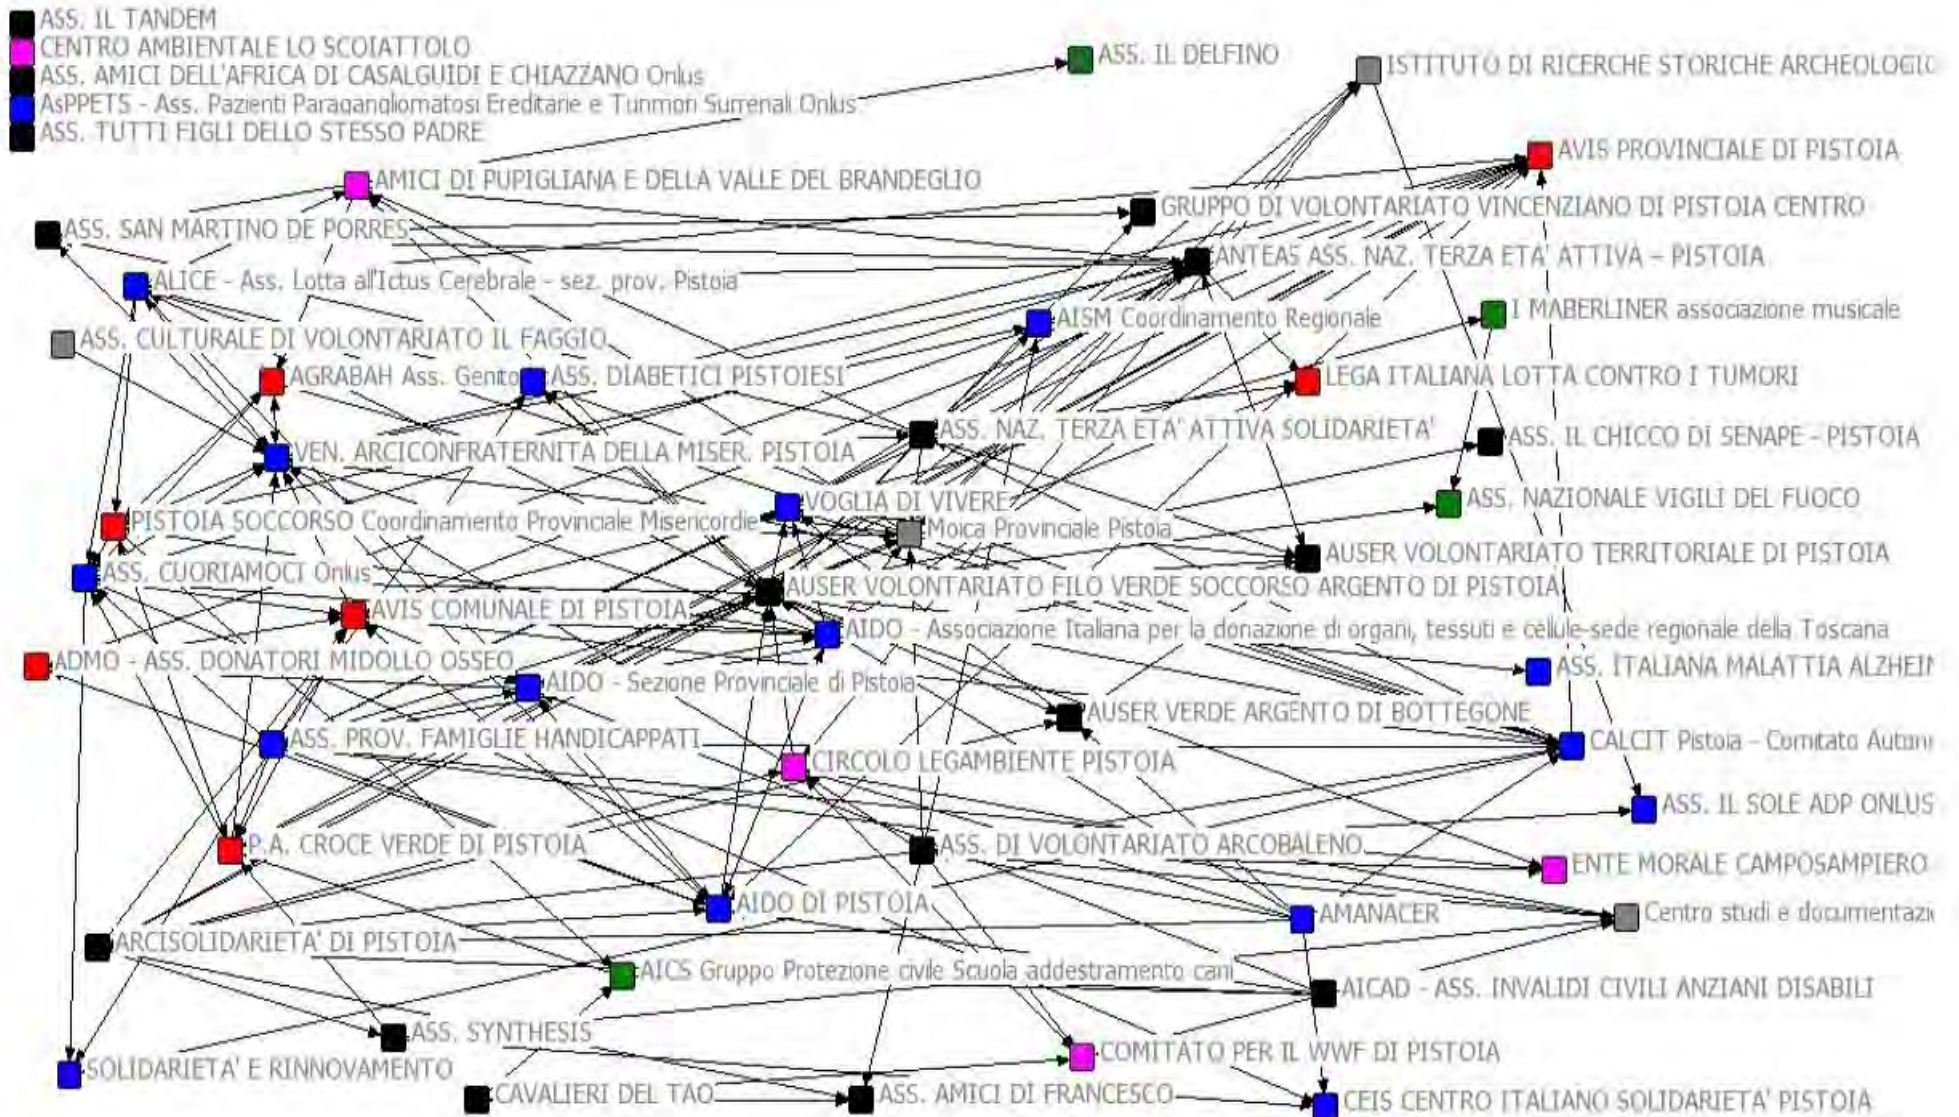 ASS. IL TANDEM
CENTRO AMBIENTALE LO SCOIATTOLO
ASS. AMICI DELL'AFRICA DI CASALGUIDI E CHIAZZANO Onlus
AsPPETS - Ass. Pazienti Paragangliomatosi Ereditarie e Tunmori Surrenali Onlus
ASS. TUTTI FIGLI DELLO STESSO PADRE
ASS. IL DELFINO
ISTITUTO DI RICERCHE STORICHE ARCHEOLOGIC
AVIS PROVINCIALE DI PISTOIA
AMICI DI PUPIGLIANA E DELLA VALLE DEL BRANDEGLIO
GRUPPO DI VOLONTARIATO VINCENZIANO DI PISTOIA CENTRO
ASS. SAN MARTINO DE PORRES
ANTEAS ASS. NAZ. TERZA ETA' ATTIVA – PISTOIA
ALICE - Ass. Lotta all'Ictus Cerebrale - sez. prov. Pistoia
I MABERLINER associazione musicale
AISM Coordinamento Regionale
ASS. CULTURALE DI VOLONTARIATO IL FAGGIO
AGRABAH Ass. Genito
ASS. DIABETICI PISTOIESI
LEGA ITALIANA LOTTA CONTRO I TUMORI
ASS. NAZ. TERZA ETA' ATTIVA SOLIDARIETA'
ASS. IL CHICCO DI SENAPE - PISTOIA
VEN. ARCICONFRATERNITA DELLA MISER. PISTOIA
ASS. NAZIONALE VIGILI DEL FUOCO
VOGLIA DI VIVERE
PISTOIA SOCCORSO Coordinamento Provinciale Misericordie
Moica Provinciale Pistoia
AUSER VOLONTARIATO TERRITORIALE DI PISTOIA
ASS. CUORIAMOCI Onlus
AUSER VOLONTARIATO FILO VERDE SOCCORSO ARGENTO DI PISTOIA
AVIS COMUNALE DI PISTOIA
AIDO - Associazione Italiana per la donazione di organi, tessuti e cellule-sede regionale della Toscana
ADMO - ASS. DONATORI MIDOLLO OSSEO
ASS. ITALIANA MALATTIA ALZHEI
AIDO - Sezione Provinciale di Pistoia
AUSER VERDE ARGENTO DI BOTTEGONE
ASS. PROV. FAMIGLIE HANDICAPPATI
CALCIT Pistoia - Comitato Auton
CIRCOLO LEGAMBIENTE PISTOIA
ASS. IL SOLE ADP ONLUS
P.A. CROCE VERDE DI PISTOIA
ASS. DI VOLONTARIATO ARCOBALENO
ENTE MORALE CAMPOSAMPIERO
AIDO DI PISTOIA
AMANACER
Centro studi e documentazi
ARCISOLIDARIETA' DI PISTOIA
AICS Gruppo Protezione civile Scuola addestramento cani
AICAD - ASS. INVALIDI CIVILI ANZIANI DISABILI
ASS. SYNTHESIS
COMITATO PER IL WWF DI PISTOIA
SOLIDARIETA' E RINNOVAMENTO
CAVALIERI DEL TAO
ASS. AMICI DI FRANCESCO
CEIS CENTRO ITALIANO SOLIDARIETA' PISTOIA